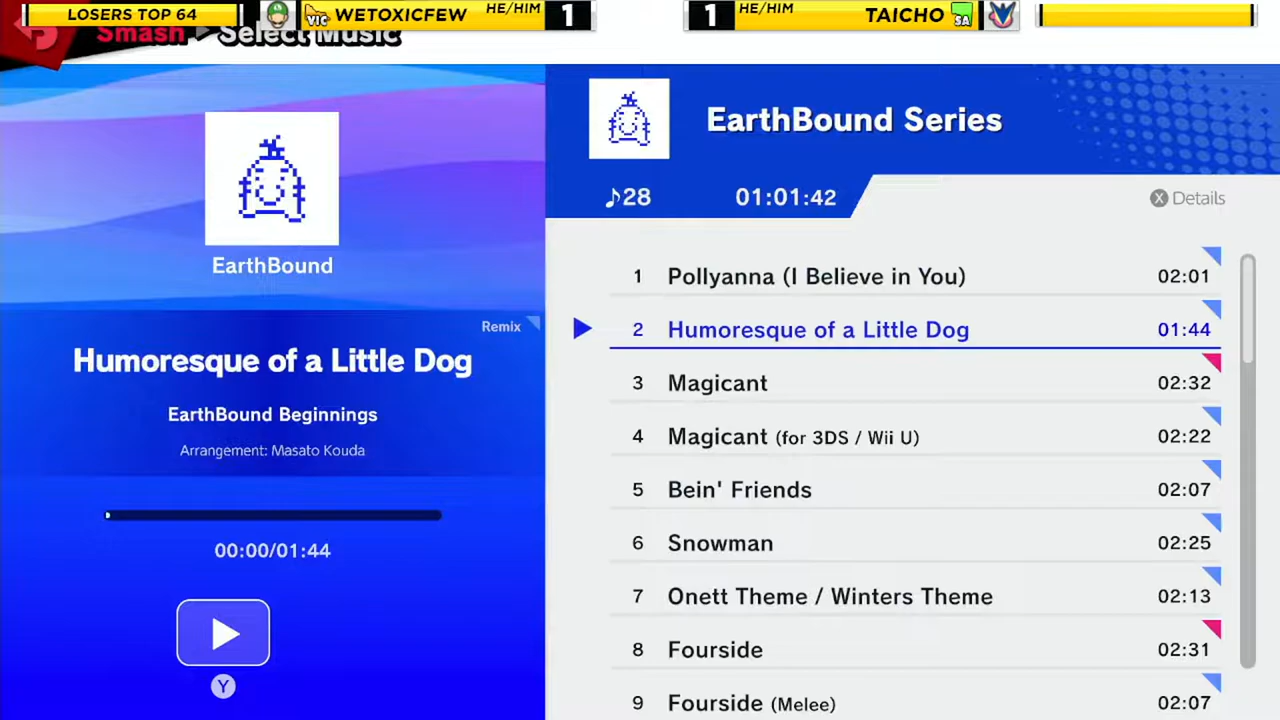 LOSERS TOP 64
VIC WETOXICFEW HE/HIM 1
1 HE/HIM TAICHO SA
Smash Select Music
EarthBound
Remix
Humoresque of a Little Dog
EarthBound Beginnings
Arrangement: Masato Kouda
00:00/01:44
Y
EarthBound Series
♪28 01:01:42
X Details
1 Pollyanna (I Believe in You) 02:01
2 Humoresque of a Little Dog 01:44
3 Magicant 02:32
4 Magicant (for 3DS / Wii U) 02:22
5 Bein' Friends 02:07
6 Snowman 02:25
7 Onett Theme / Winters Theme 02:13
8 Fourside 02:31
9 Fourside (Melee) 02:07